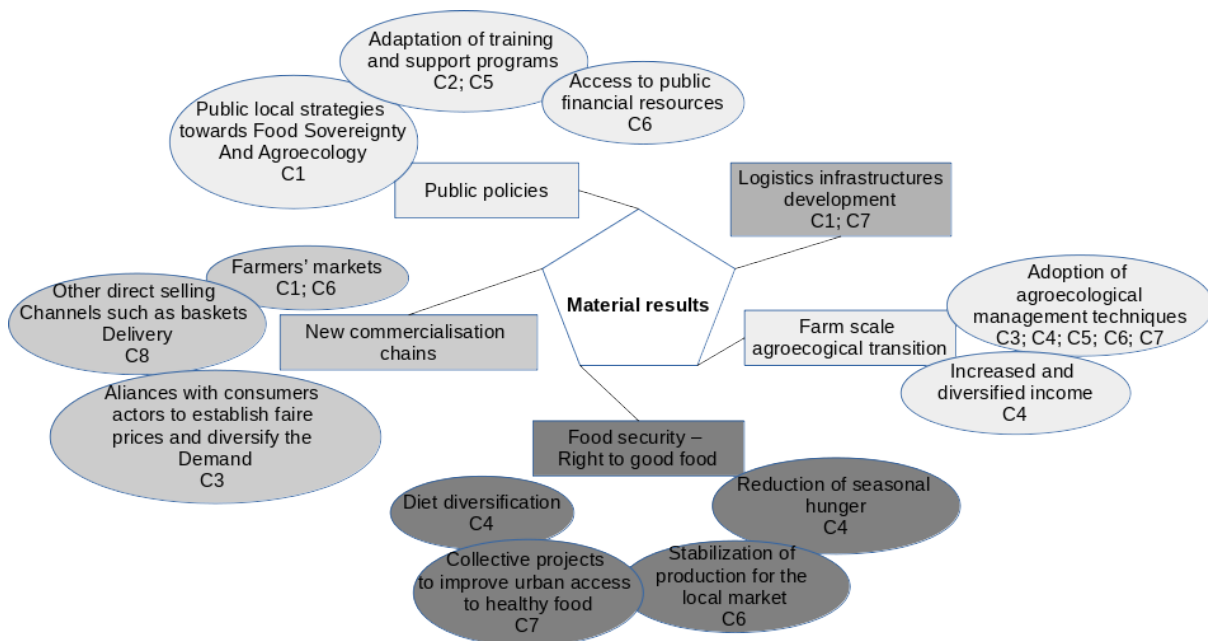 Adaptation of training
and support programs
C2; C5
Access to public
financial resources
C6
Public local strategies
towards Food Sovereignty
And Agroecology
C1
Public policies
Logistics infrastructures
development
C1; C7
Farmers’ markets
C1; C6
Other direct selling
Channels such as baskets
Delivery
C8
New commercialisation
chains
Aliances with consumers
actors to establish faire
prices and diversify the
Demand
C3
Material results
Farm scale
agroecogical transition
Adoption of
agroecological
management techniques
C3; C4; C5; C6; C7
Increased and
diversified income
C4
Food security –
Right to good food
Diet diversification
C4
Reduction of seasonal
hunger
C4
Collective projects
to improve urban access
to healthy food
C7
Stabilization of
production for the
local market
C6